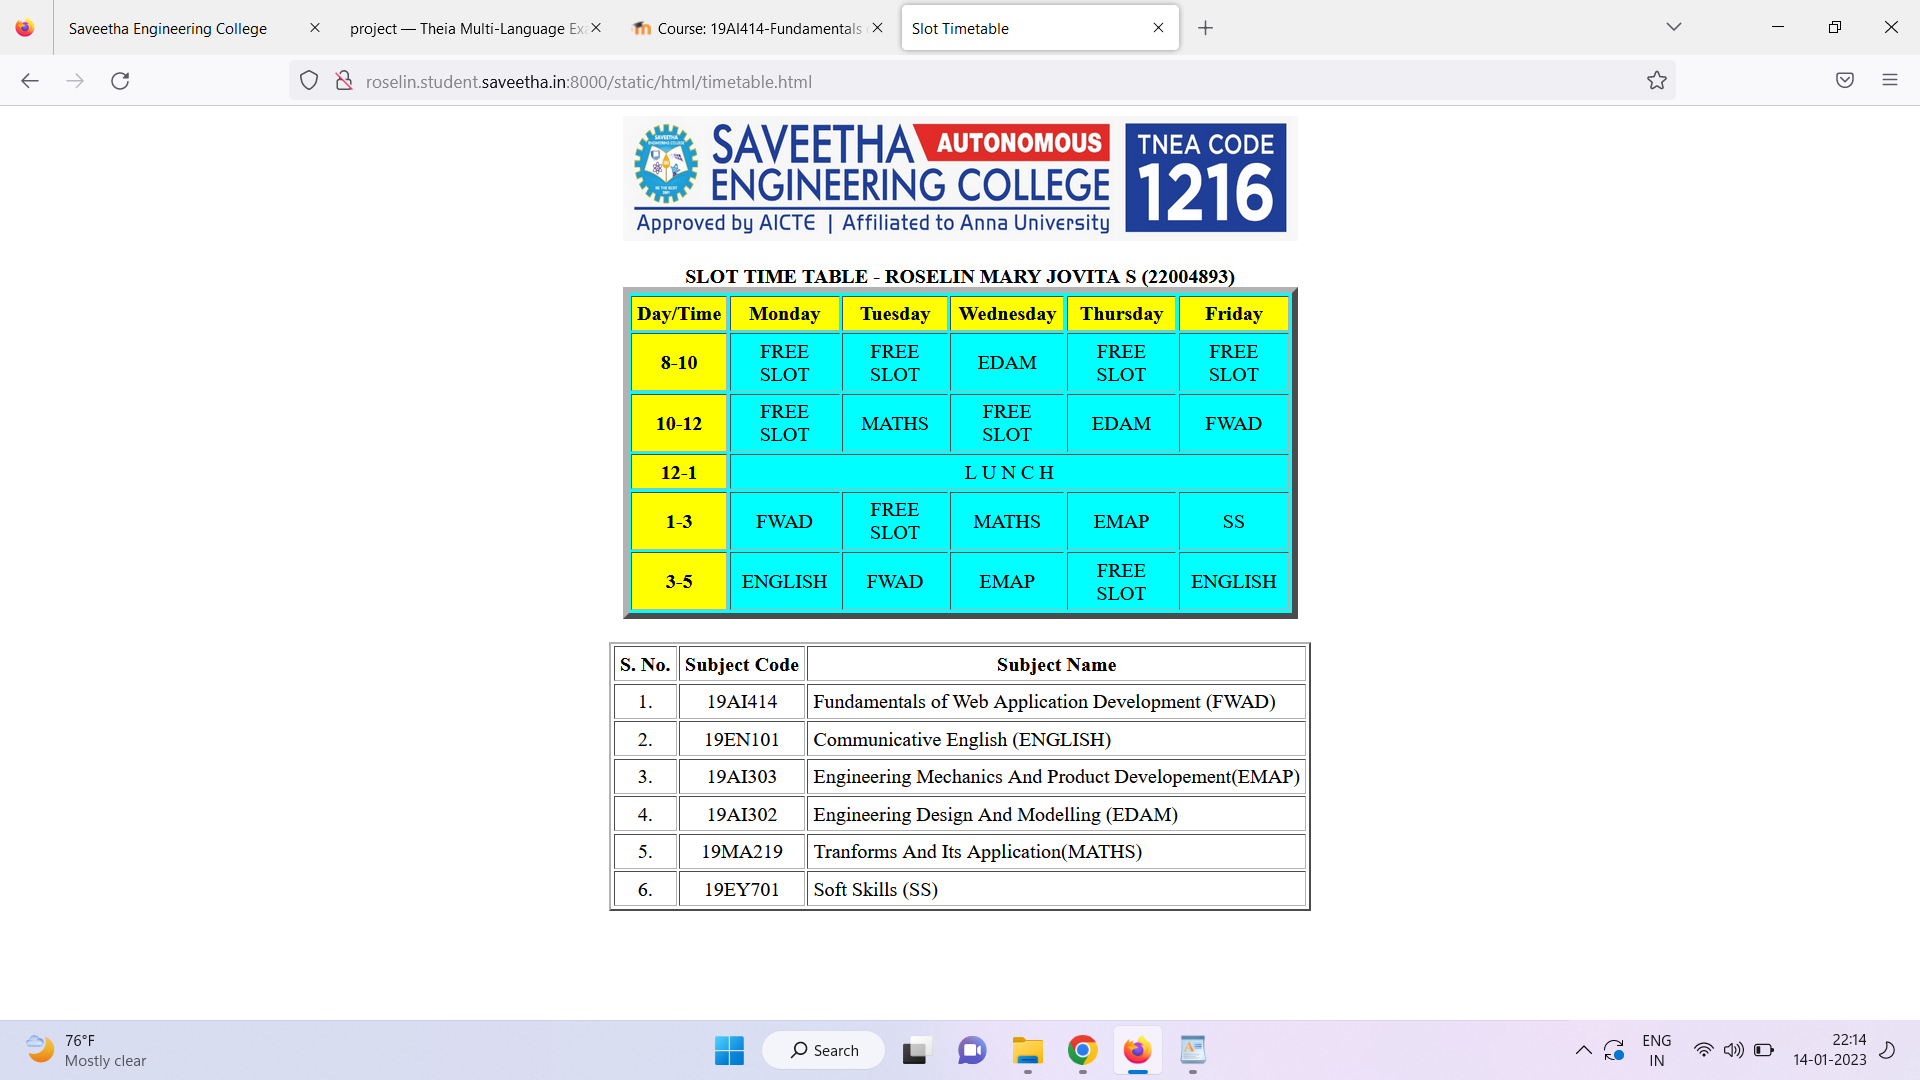 Saveetha Engineering College
project — Theia Multi-Language Ex
Course: 19AI414-Fundamentals
Slot Timetable
roselin.student.saveetha.in:8000/static/html/timetable.html
SAVEETHA AUTONOMOUS
ENGINEERING COLLEGE
Approved by AICTE | Affiliated to Anna University
TNEA CODE
1216
SLOT TIME TABLE - ROSELIN MARY JOVITA S (22004893)
Day/Time Monday Tuesday Wednesday Thursday Friday
8-10 FREE SLOT FREE SLOT EDAM FREE SLOT FREE SLOT
10-12 FREE SLOT MATHS FREE SLOT EDAM FWAD
12-1 L U N C H
1-3 FWAD FREE SLOT MATHS EMAP SS
3-5 ENGLISH FWAD EMAP FREE SLOT ENGLISH
S. No. Subject Code Subject Name
1. 19AI414 Fundamentals of Web Application Development (FWAD)
2. 19EN101 Communicative English (ENGLISH)
3. 19AI303 Engineering Mechanics And Product Developement(EMAP)
4. 19AI302 Engineering Design And Modelling (EDAM)
5. 19MA219 Tranforms And Its Application(MATHS)
6. 19EY701 Soft Skills (SS)
76°F
Mostly clear
Search
ENG
IN
22:14
14-01-2023